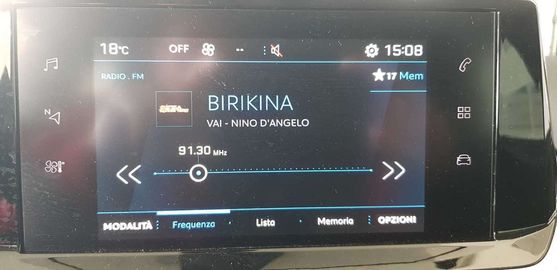 18°C OFF -- 15:08
RADIO . FM
17 Mem
BIRIKINA
VAI - NINO D'ANGELO
N
91.30 MHz
MODALITÀ Frequenza Lista Memoria OPZIONI